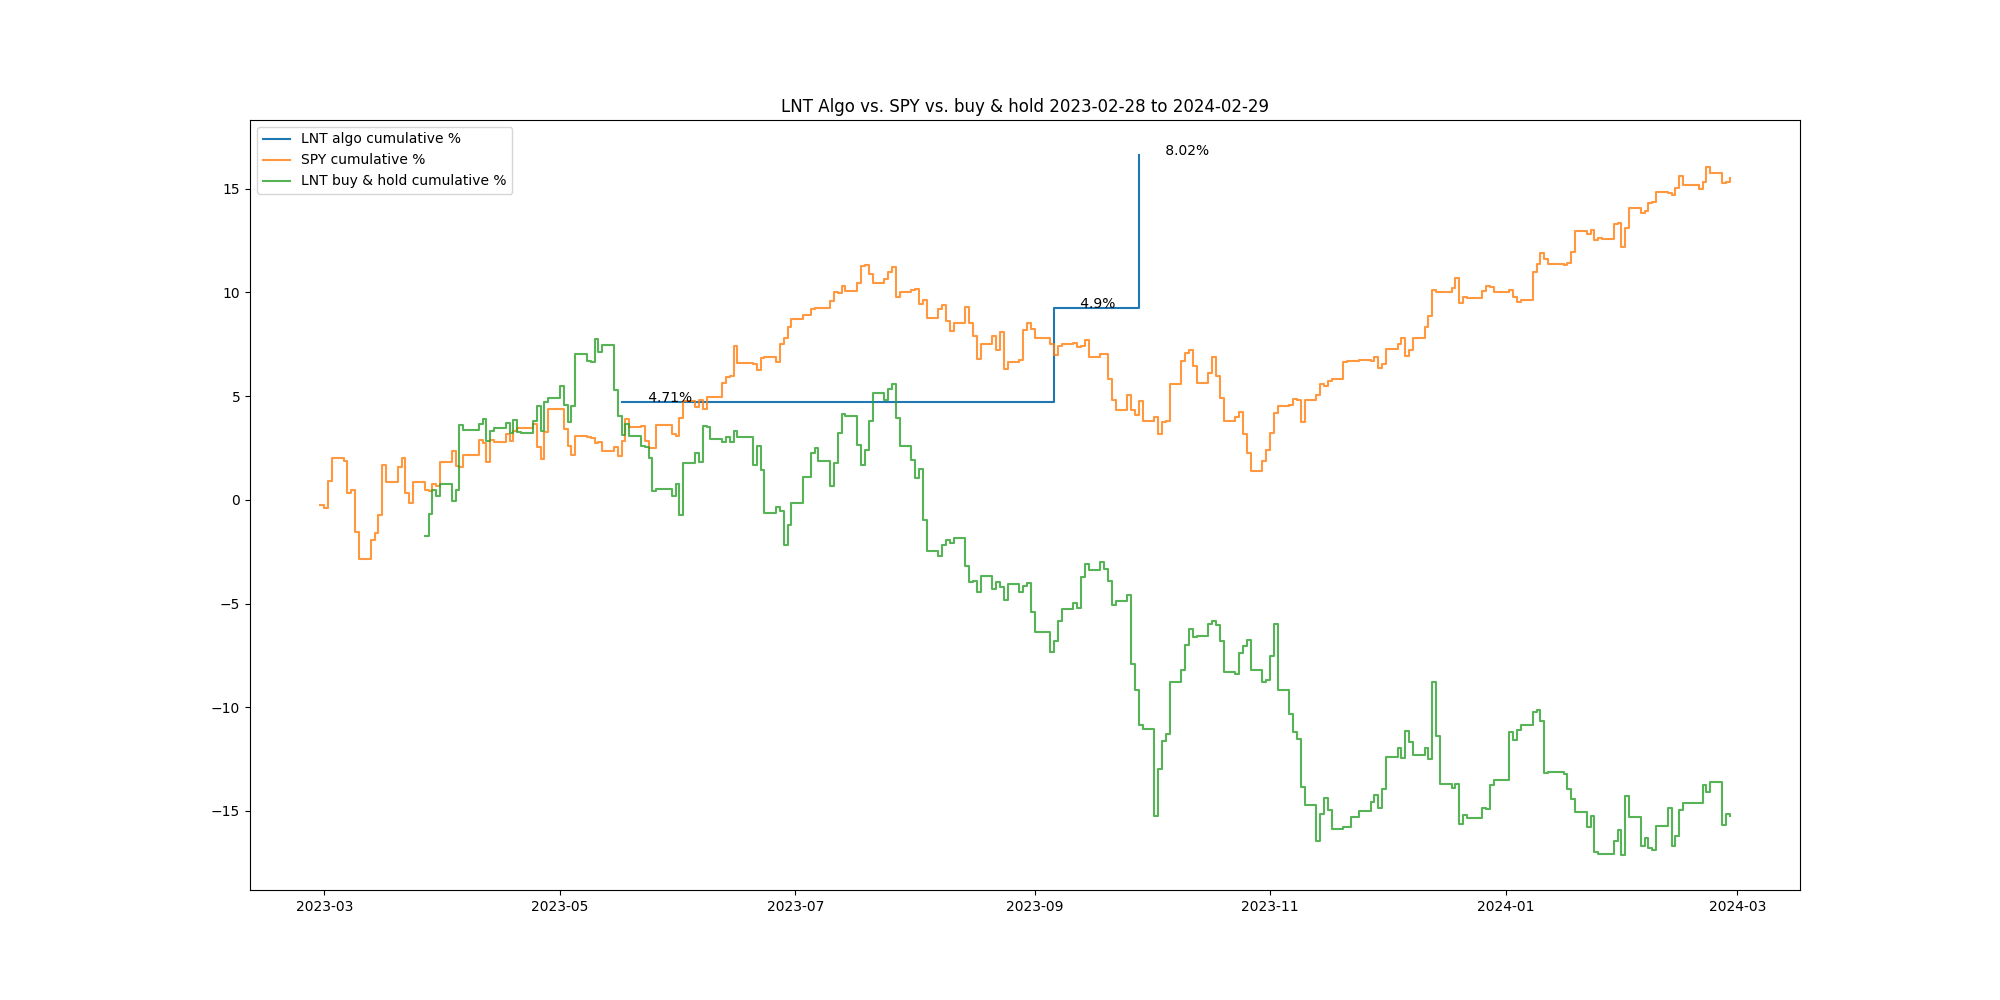 LNT Algo vs. SPY vs. buy & hold 2023-02-28 to 2024-02-29
LNT algo cumulative %
SPY cumulative %
LNT buy & hold cumulative %
8.02%
4.9%
4.71%
15
10
5
0
−5
−10
−15
2023-03 2023-05 2023-07 2023-09 2023-11 2024-01 2024-03